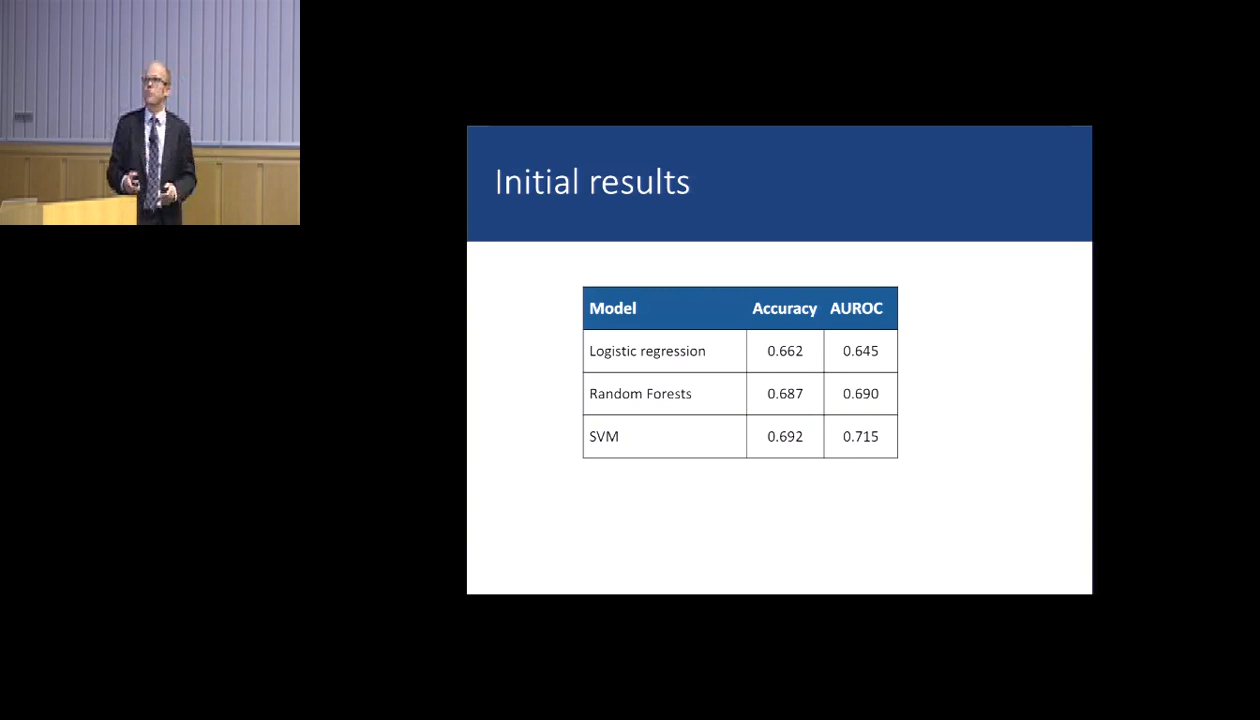 Initial results
Model Accuracy AUROC
Logistic regression 0.662 0.645
Random Forests 0.687 0.690
SVM 0.692 0.715